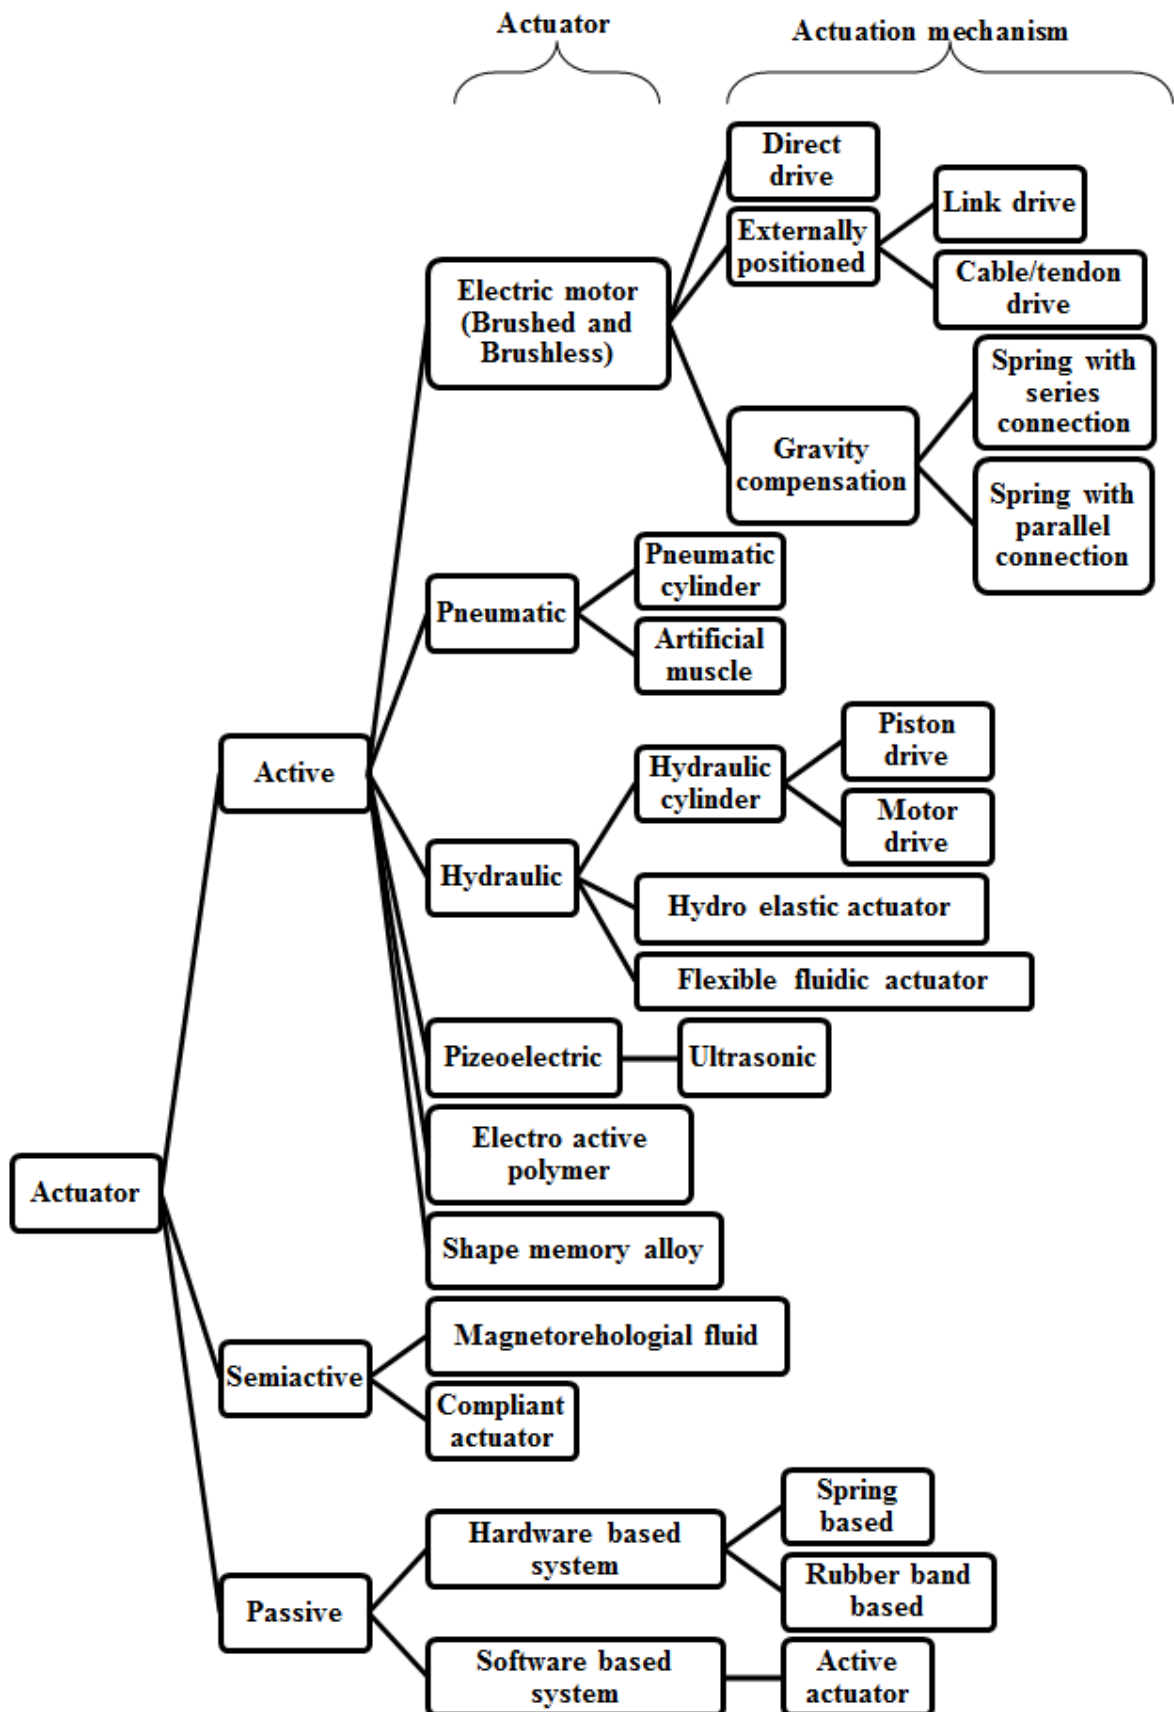 Actuator
Actuation mechanism
Direct
drive
Link drive
Externally
positioned
Cable/tendon
drive
Electric motor
(Brushed and
Brushless)
Spring with
series
connection
Gravity
compensation
Spring with
parallel
connection
Pneumatic
cylinder
Pneumatic
Artificial
muscle
Piston
drive
Active
Hydraulic
cylinder
Motor
drive
Hydraulic
Hydro elastic actuator
Flexible fluidic actuator
Pizeoelectric
Ultrasonic
Electro active
polymer
Actuator
Shape memory alloy
Magnetorehologial fluid
Semiactive
Compliant
actuator
Spring
based
Hardware based
system
Rubber band
based
Passive
Software based
system
Active
actuator